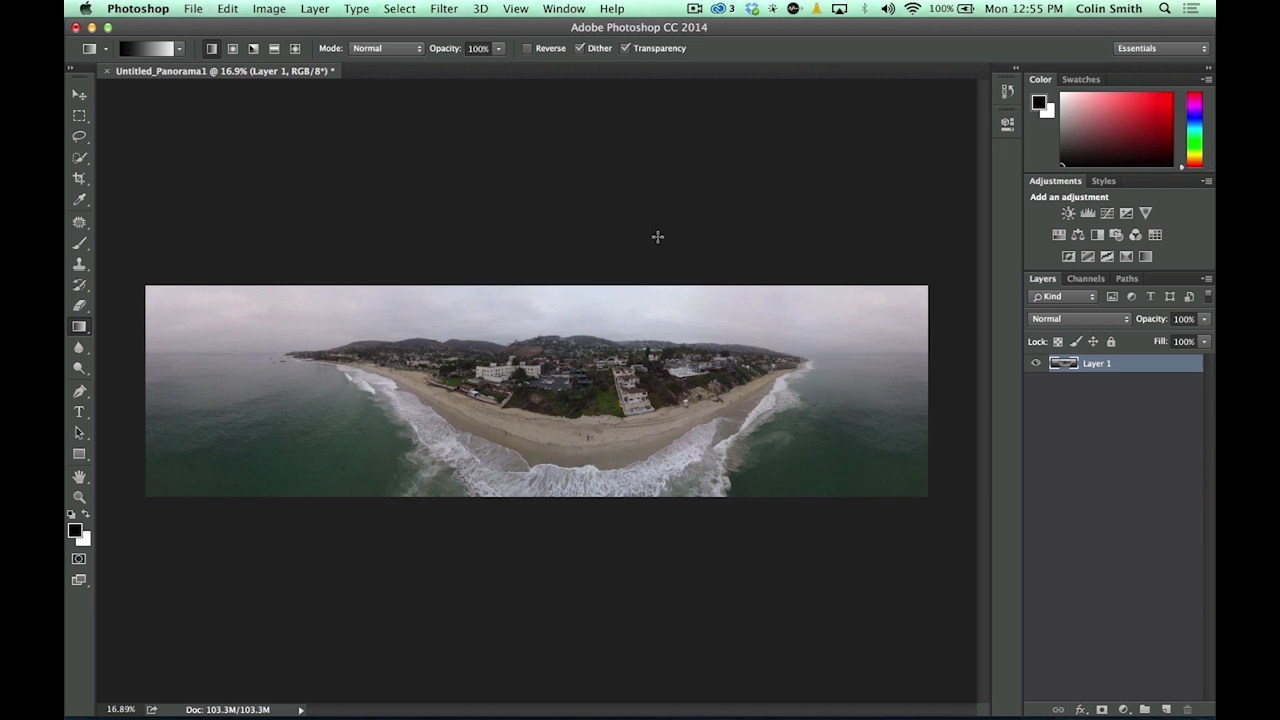 Photoshop File Edit Image Layer Type Select Filter 3D View Window Help 3 100% Mon 12:55 PM Colin Smith
Adobe Photoshop CC 2014
Mode: Normal Opacity: 100% Reverse Dither Transparency Essentials
× Untitled_Panorama1 @ 16.9% (Layer 1, RGB/8*) *
Color Swatches
Adjustments Styles
Add an adjustment
Layers Channels Paths
Kind
Normal Opacity: 100%
Lock: Fill: 100%
Layer 1
16.89% Doc: 103.3M/103.3M